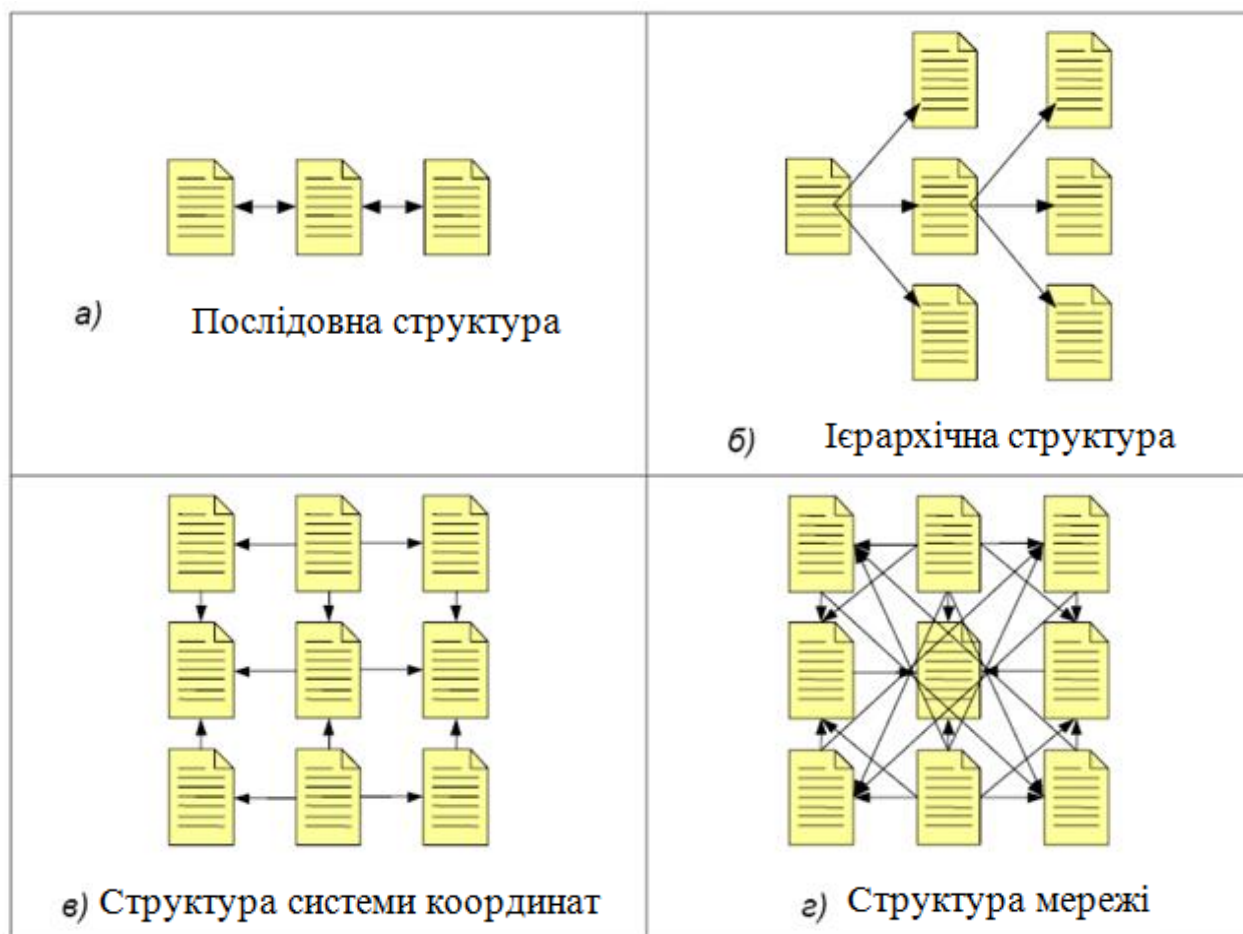 а) Послідовна структура
б) Ієрархічна структура
в) Структура системи координат
г) Структура мережі